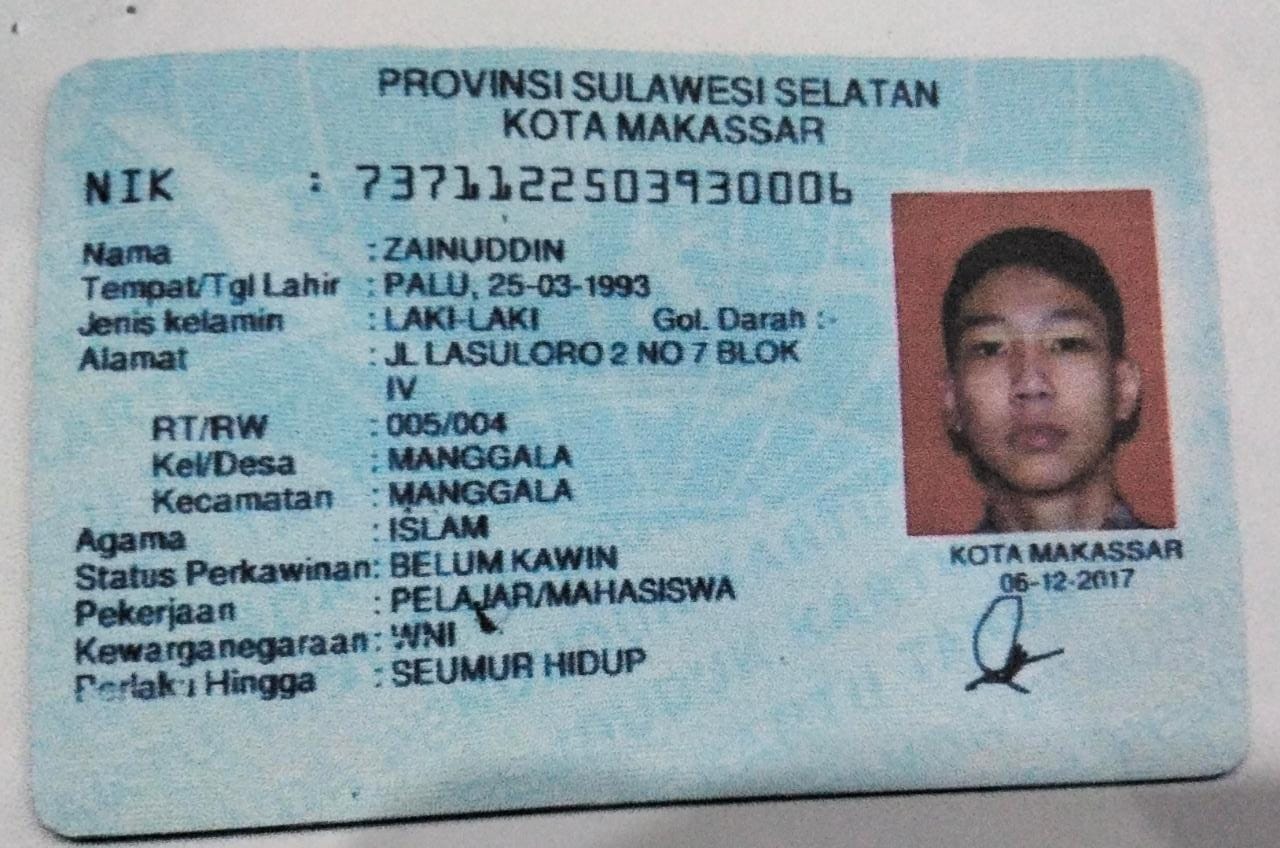 PROVINSI SULAWESI SELATAN
KOTA MAKASSAR
NIK : 7371122503930006
Nama : ZAINUDDIN
Tempat/Tgl Lahir : PALU, 25-03-1993
Jenis kelamin : LAKI-LAKI Gol. Darah : -
Alamat : JL LASULORO 2 NO 7 BLOK
IV
RT/RW : 005/004
Kel/Desa : MANGGALA
Kecamatan : MANGGALA
Agama : ISLAM
Status Perkawinan: BELUM KAWIN
Pekerjaan : PELAJAR/MAHASISWA
Kewarganegaraan: WNI
Berlaku Hingga : SEUMUR HIDUP
KOTA MAKASSAR
06-12-2017